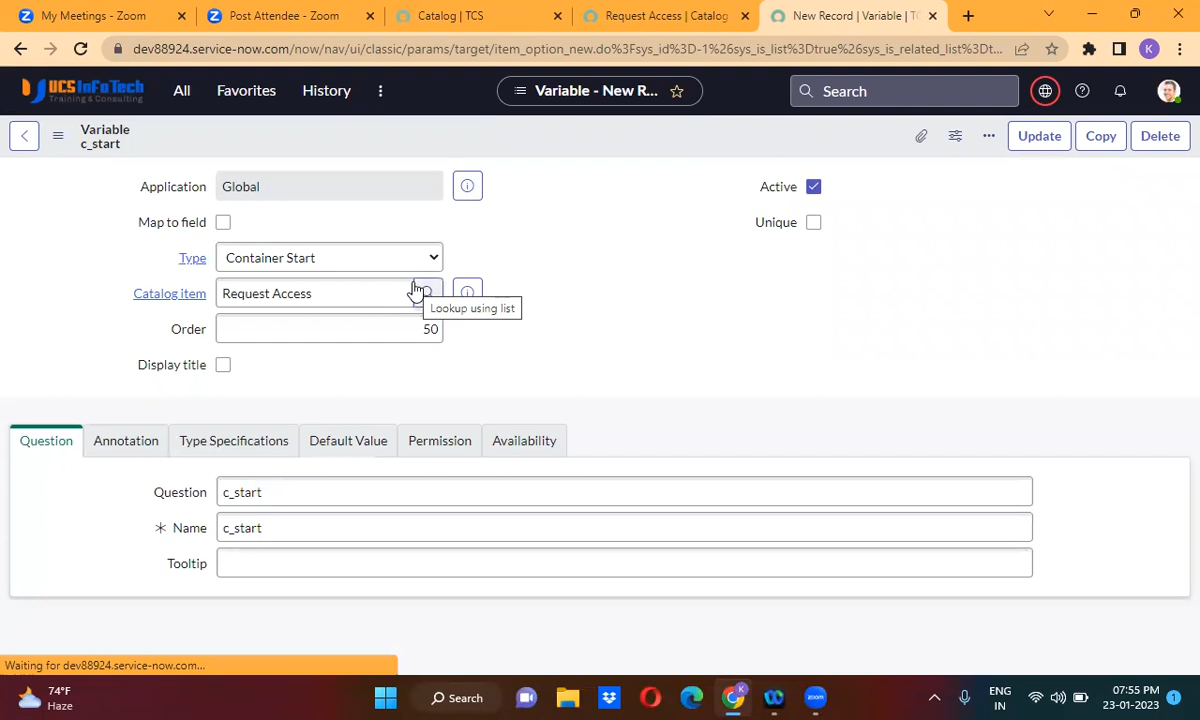 My Meetings - Zoom
Post Attendee - Zoom
Catalog | TCS
Request Access | Catalog
New Record | Variable | TC
dev88924.service-now.com/now/nav/ui/classic/params/target/item_option_new.do%3Fsys_id%3D-1%26sys_is_list%3Dtrue%26sys_is_related_list%3Dt...
K
UCS InFoTech
Training & Consulting
All
Favorites
History
Variable - New R...
Search
Variable
c_start
Update
Copy
Delete
Application
Global
Active
Map to field
Unique
Type
Container Start
Catalog item
Request Access
Lookup using list
Order
50
Display title
Question
Annotation
Type Specifications
Default Value
Permission
Availability
Question
c_start
Name
c_start
Tooltip
Waiting for dev88924.service-now.com...
74°F
Haze
Search
K
zoom
ENG
IN
07:55 PM
23-01-2023
1